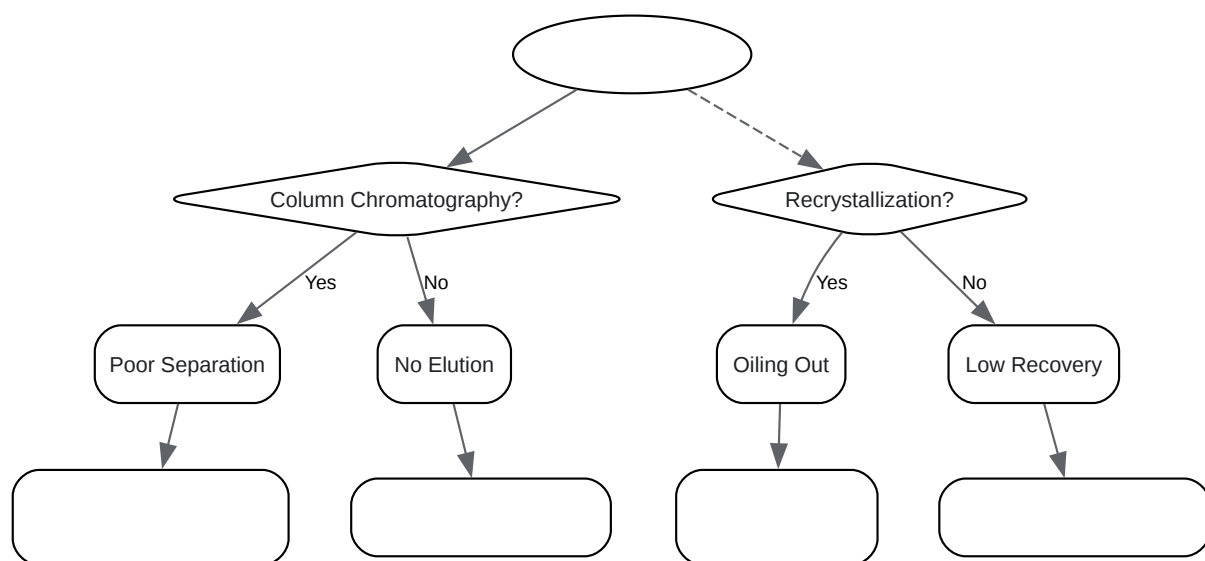 Column Chromatography?
Recrystallization?
Yes
No
Yes
No
Poor Separation
No Elution
Oiling Out
Low Recovery